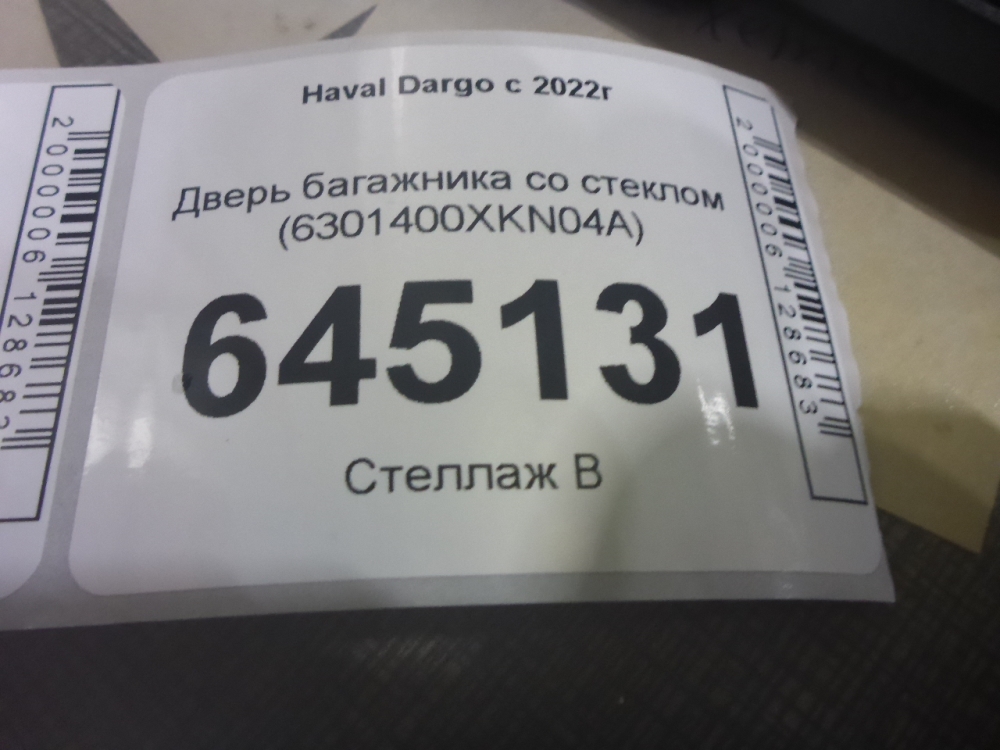 Haval Dargo с 2022г
Дверь багажника со стеклом
(6301400XKN04A)
645131
Стеллаж В
2000006128683